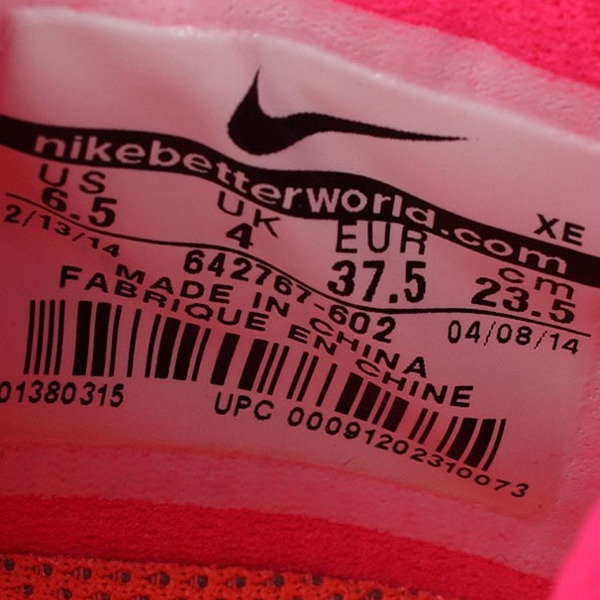 nikebetterworld.com
XE
US UK EUR cm
6.5 4 37.5 23.5
2/13/14 642767-602 04/08/14
MADE IN CHINA
FABRIQUE EN CHINE
01380315 UPC 00091202310073